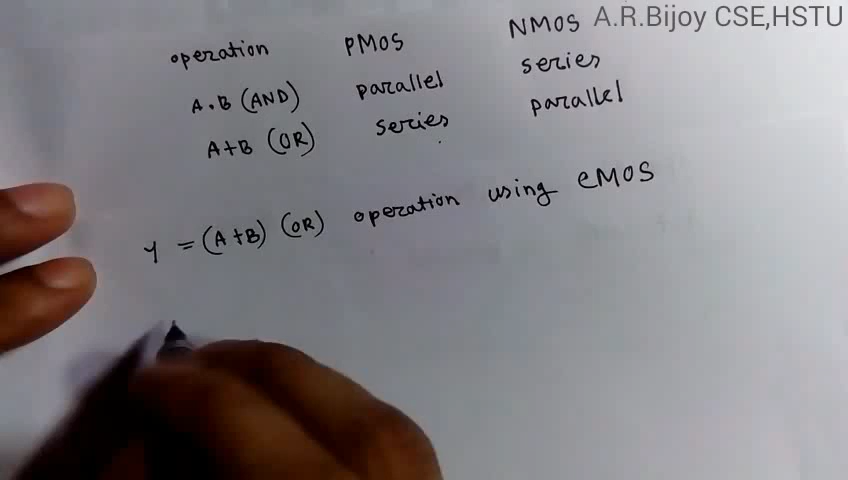 A.R.Bijoy CSE,HSTU
operation PMOS NMOS
A.B (AND) parallel series
A+B (OR) series parallel
Y = (A+B) (OR) operation using CMOS